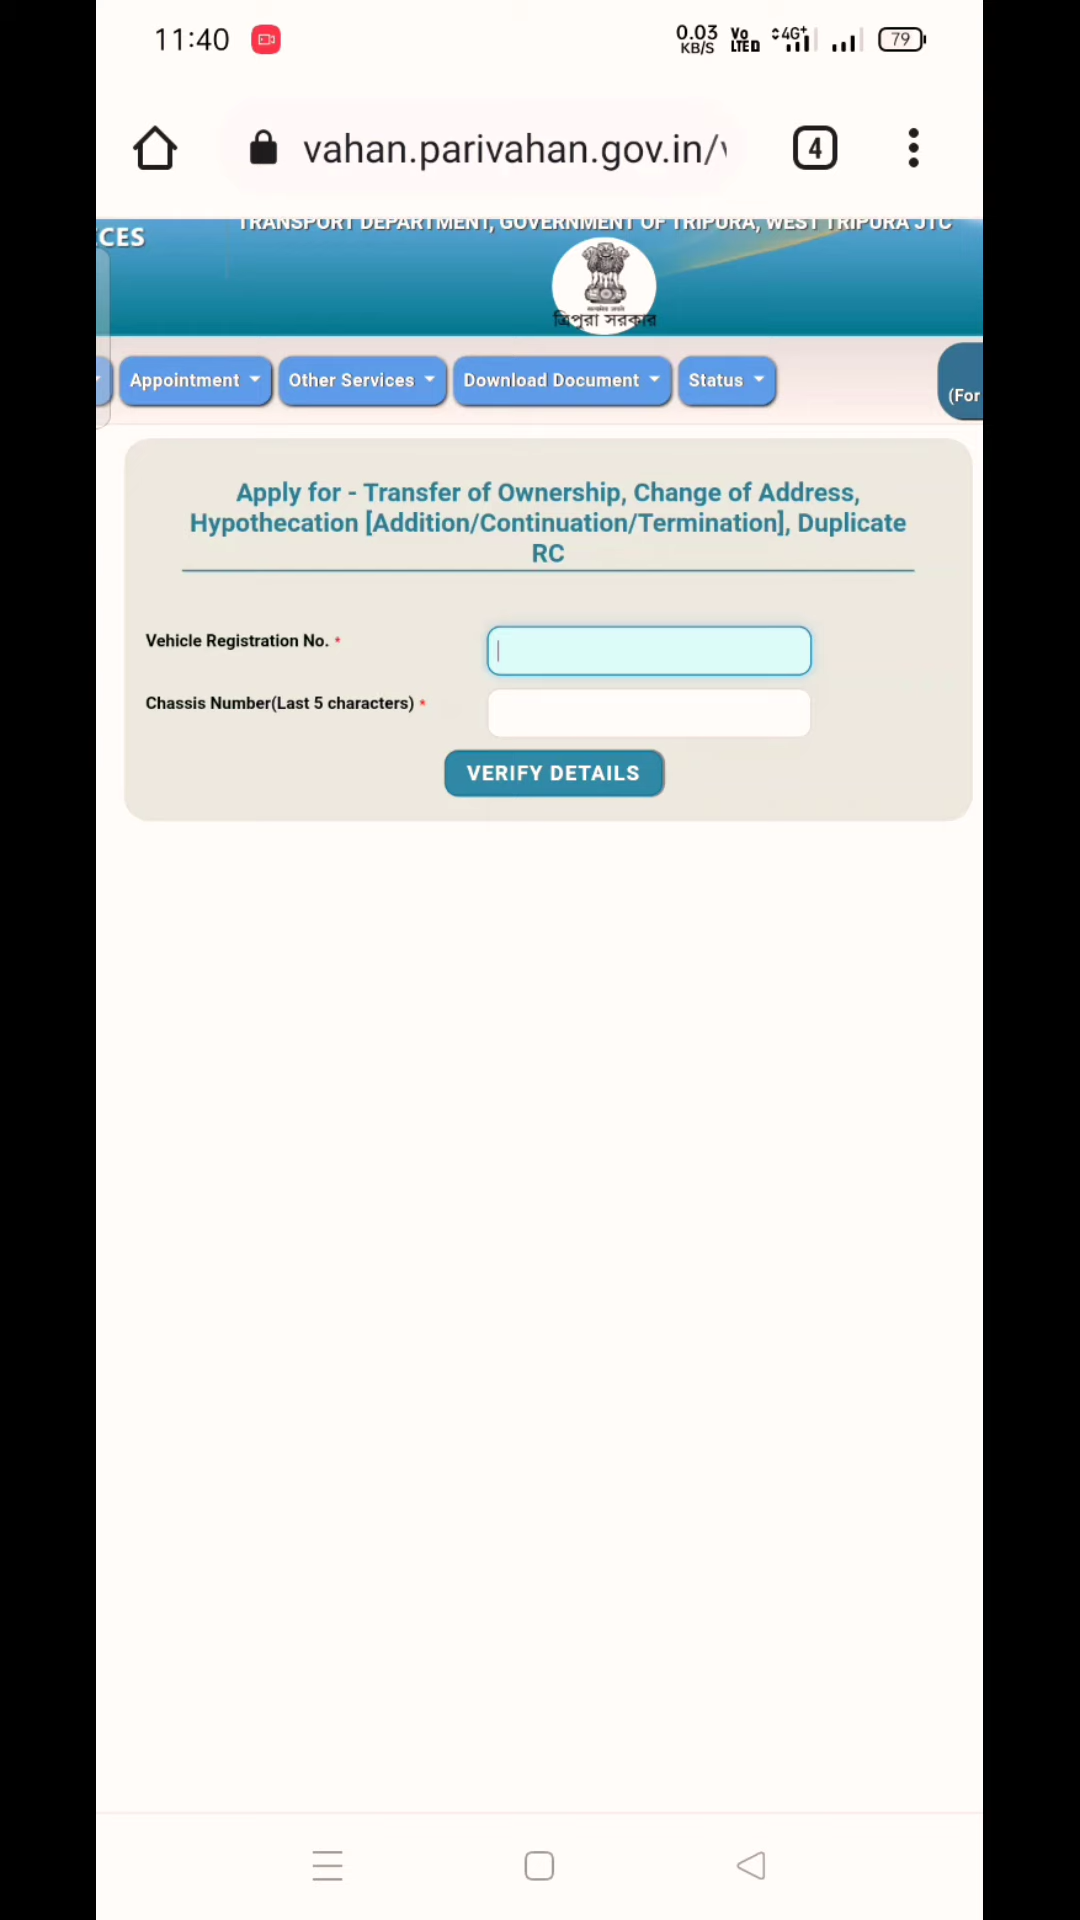 11:40
0.03 KB/S Vo LTE D 4G+ 79
vahan.parivahan.gov.in/
4
CES
TRANSPORT DEPARTMENT, GOVERNMENT OF TRIPURA, WEST TRIPURA JTC
ত্রিপুরা সরকার
Appointment
Other Services
Download Document
Status
(For
Apply for - Transfer of Ownership, Change of Address,
Hypothecation [Addition/Continuation/Termination], Duplicate
RC
Vehicle Registration No. *
Chassis Number(Last 5 characters) *
VERIFY DETAILS